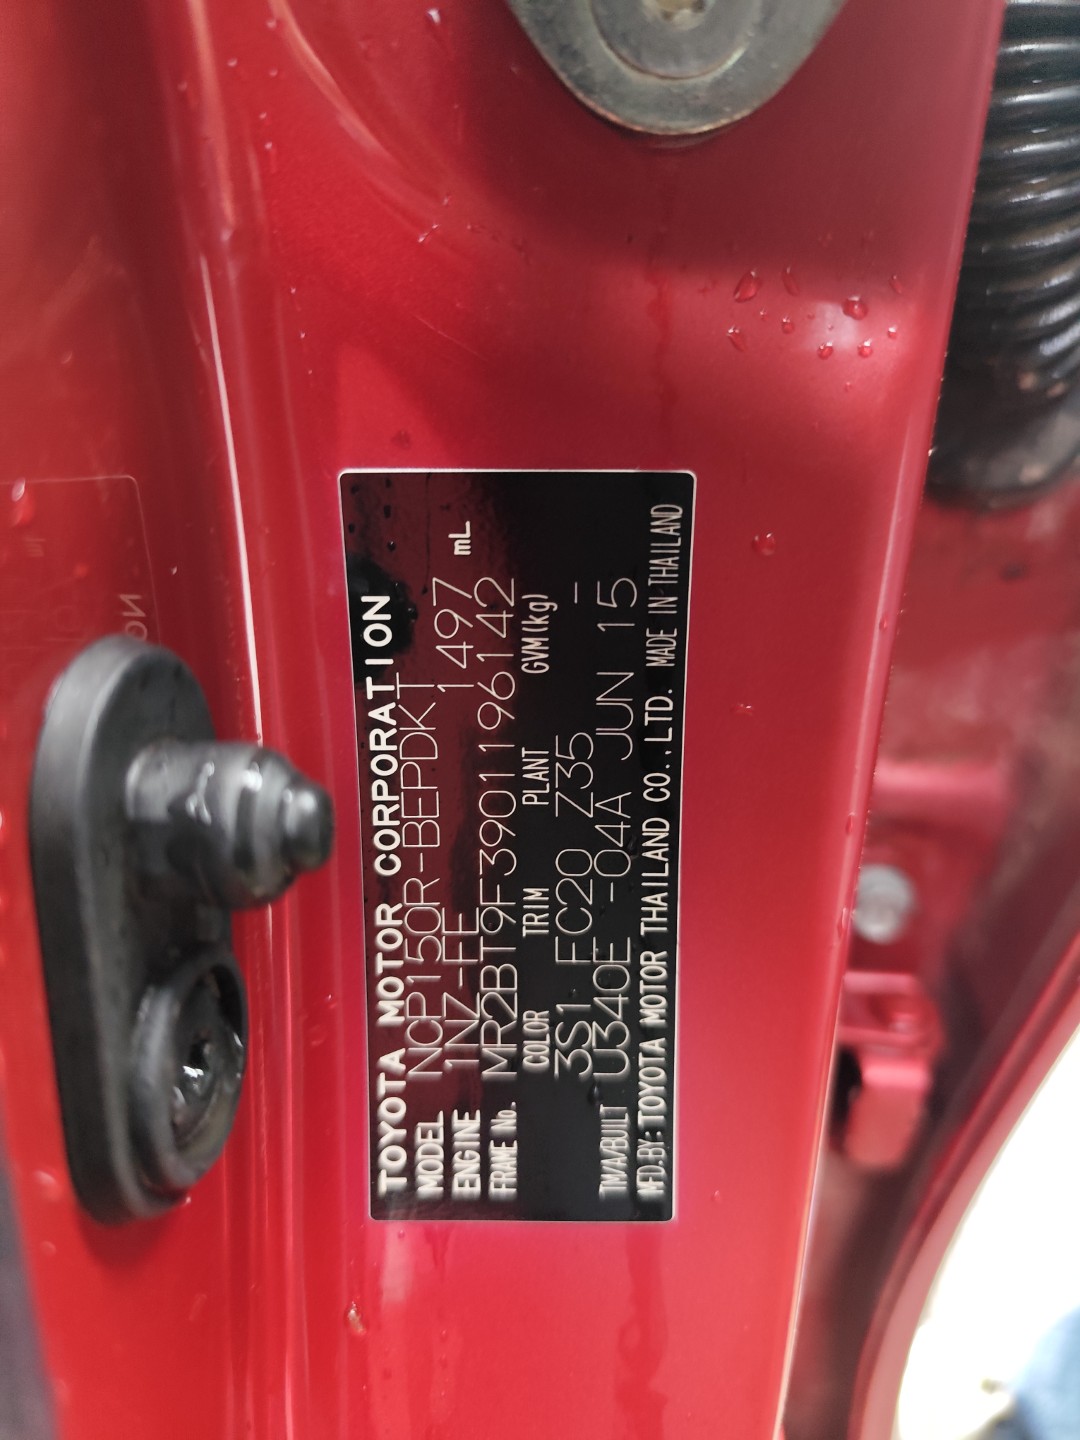 TOYOTA MOTOR CORPORATION
MODEL NCP150R-BEPDKT
ENGINE 1NZ-FE 1497 mL
FRAME No. MR2BT9F3901196142
COLOR TRIM PLANT GVM(kg)
3S1 FC20 Z35 —
TM/A/BUILT U340E -04A JUN 15
MFD.BY: TOYOTA MOTOR THAILAND CO.,LTD. MADE IN THAILAND